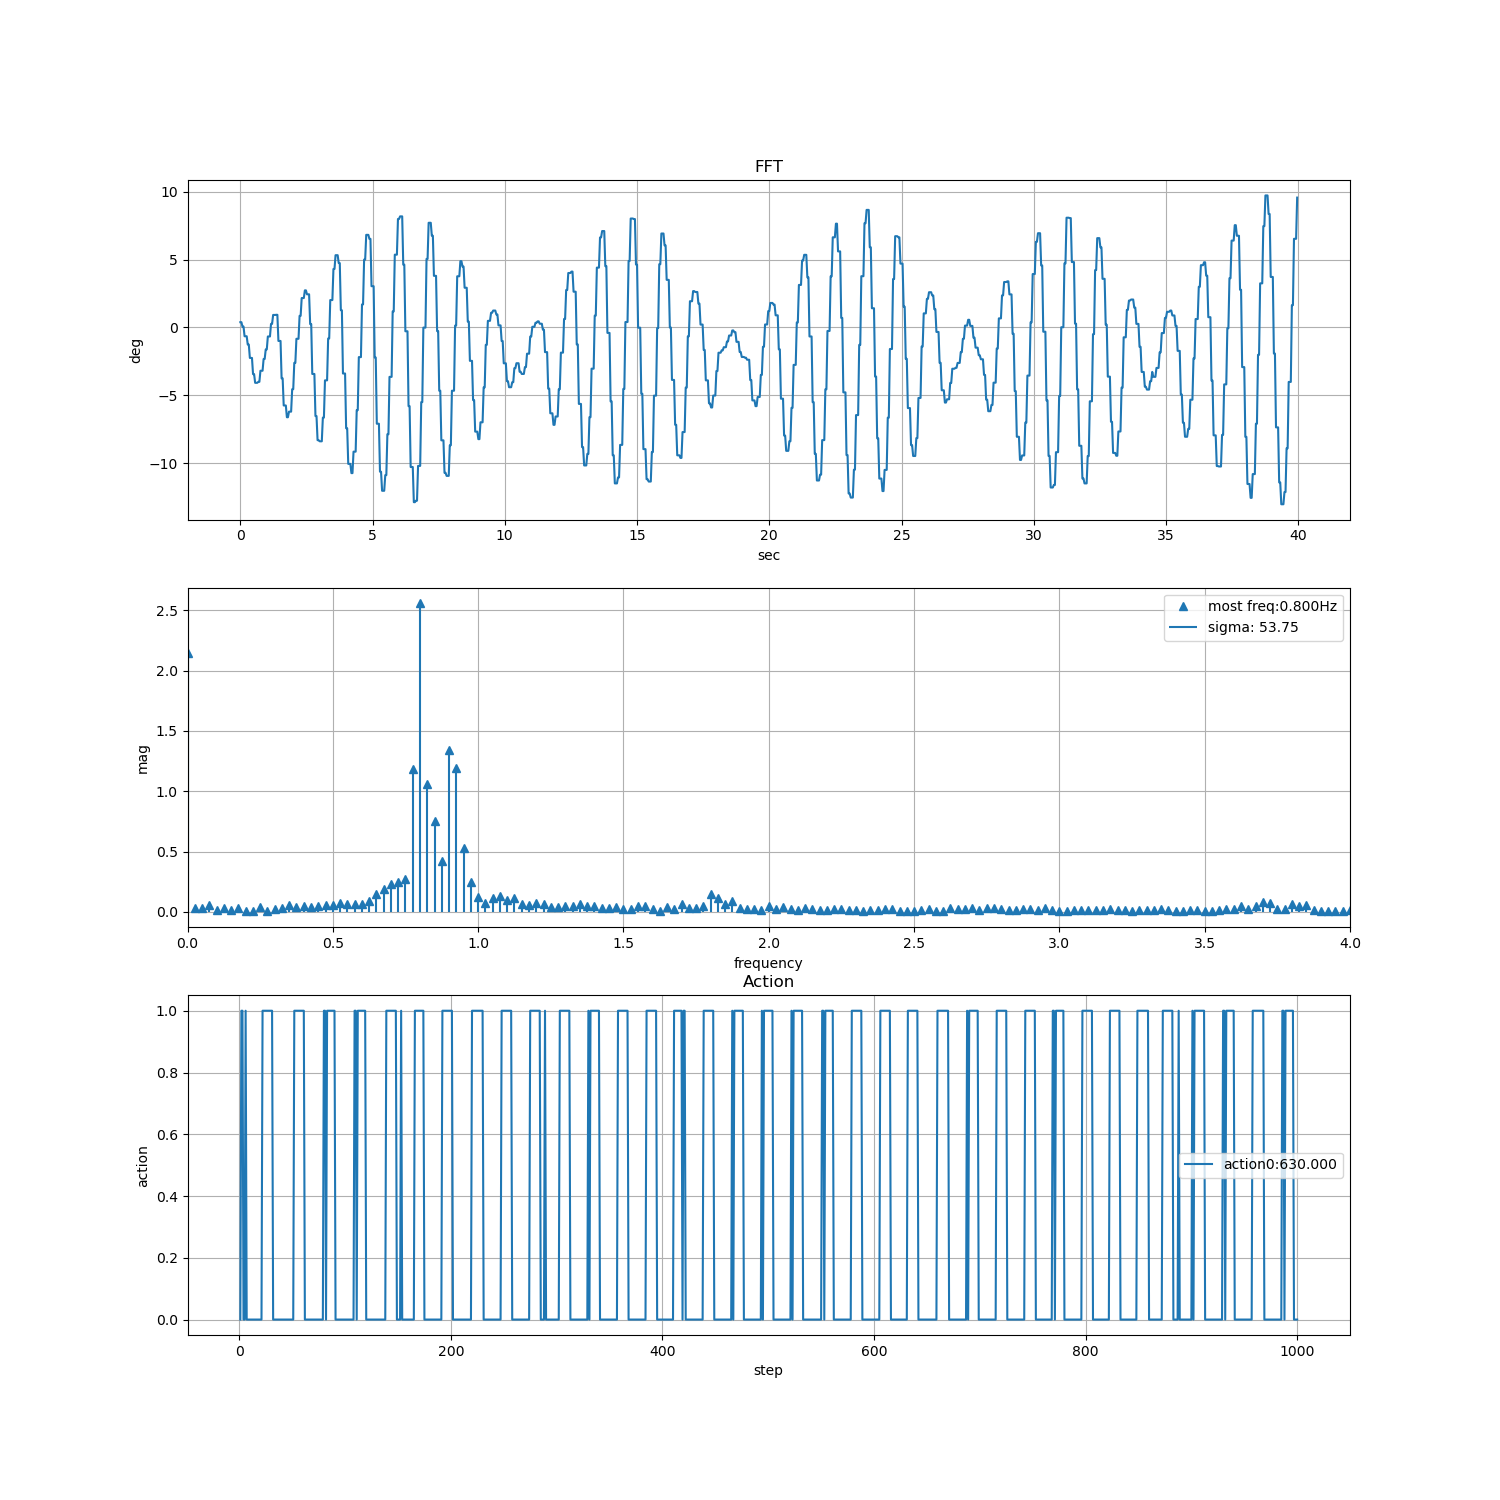 FFT
10
5
0
−5
−10
deg
0 5 10 15 20 25 30 35 40
sec
most freq:0.800Hz
sigma: 53.75
2.5
2.0
1.5
1.0
0.5
0.0
mag
0.0 0.5 1.0 1.5 2.0 2.5 3.0 3.5 4.0
frequency
Action
1.0
0.8
0.6
0.4
0.2
0.0
action
action0:630.000
0 200 400 600 800 1000
step